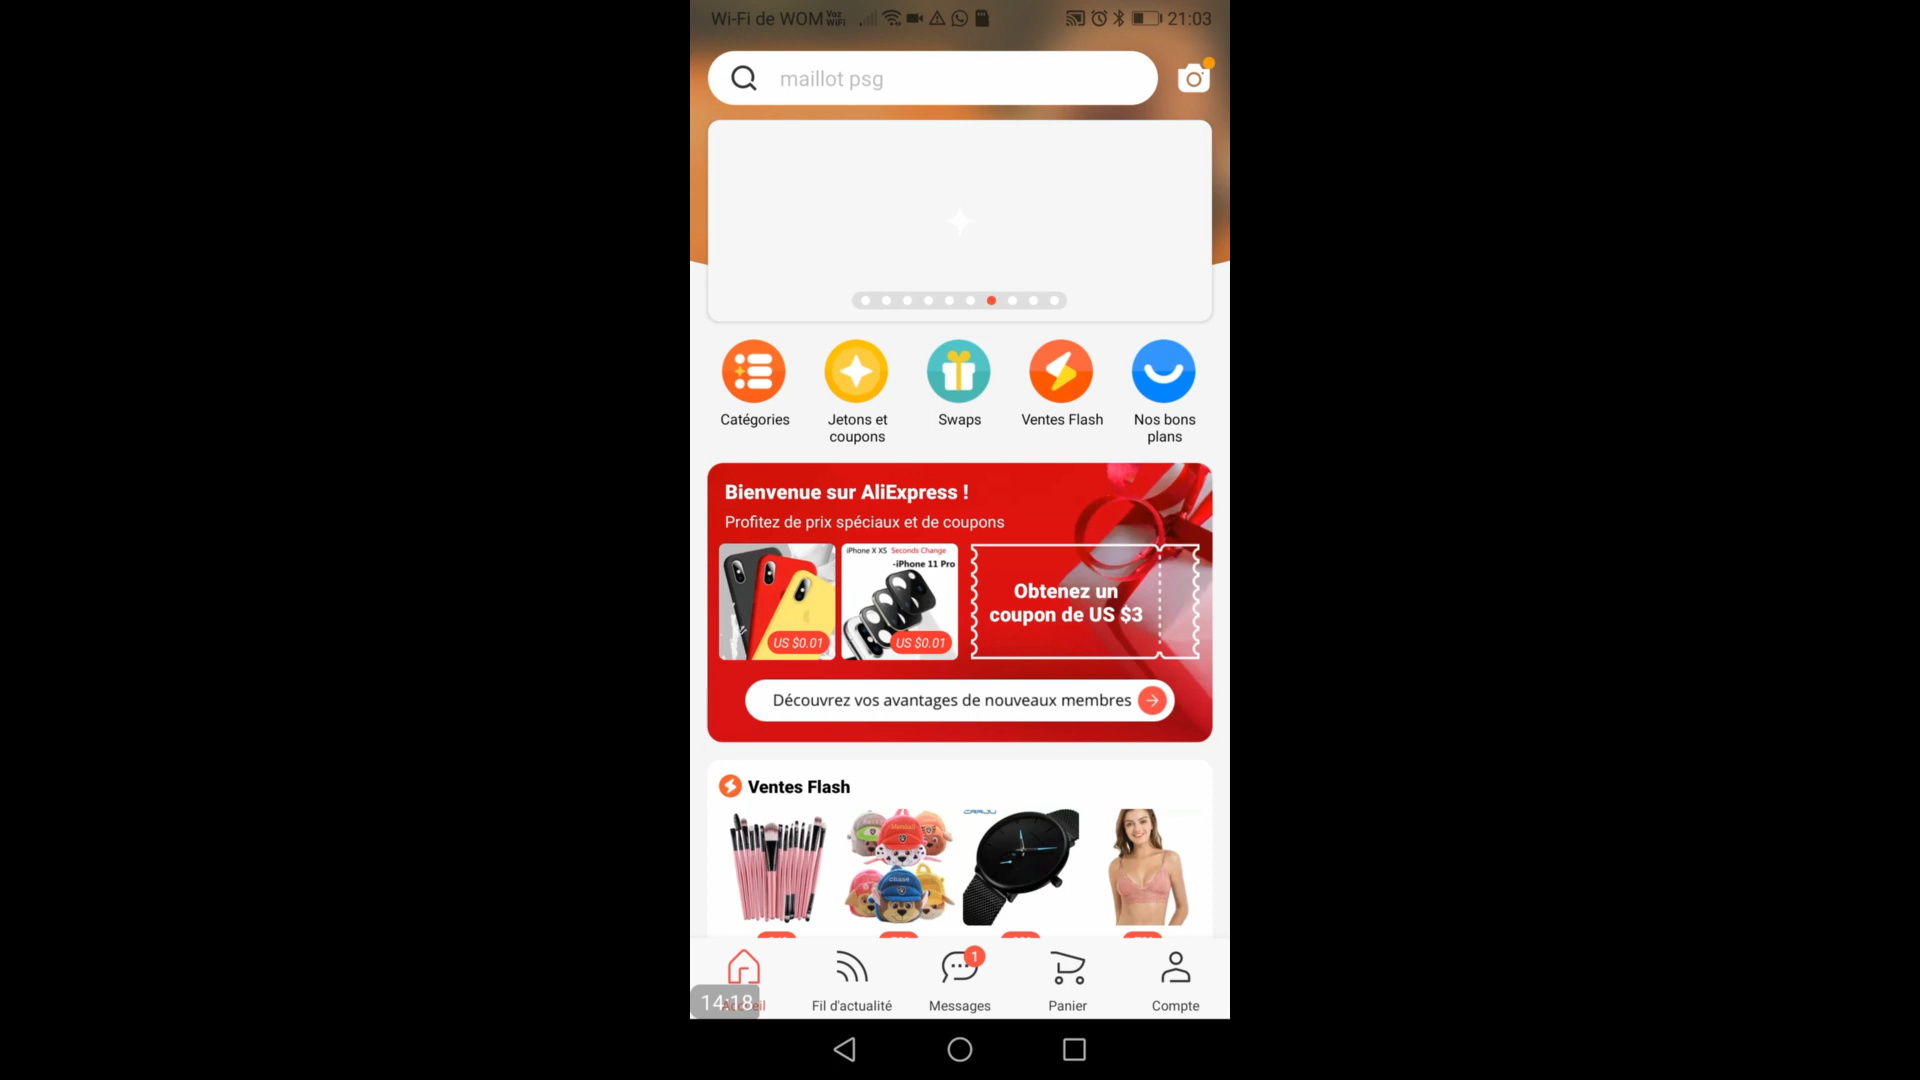 Wi-Fi de WOM Voz WiFi 21:03
maillot psg
Catégories
Jetons et coupons
Swaps
Ventes Flash
Nos bons plans
Bienvenue sur AliExpress !
Profitez de prix spéciaux et de coupons
iPhone X XS Seconds Change
-iPhone 11 Pro
US $0.01
US $0.01
Obtenez un
coupon de US $3
Découvrez vos avantages de nouveaux membres
Ventes Flash
1
Fil d'actualité
Messages
Panier
Compte
14:18